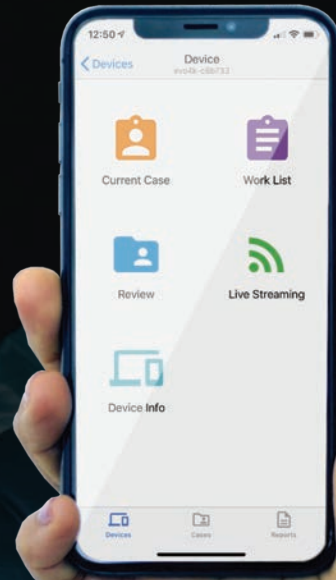 12:50
Devices
Device
Current Case
Work List
Review
Live Streaming
Device Info
Devices
Cases
Reports